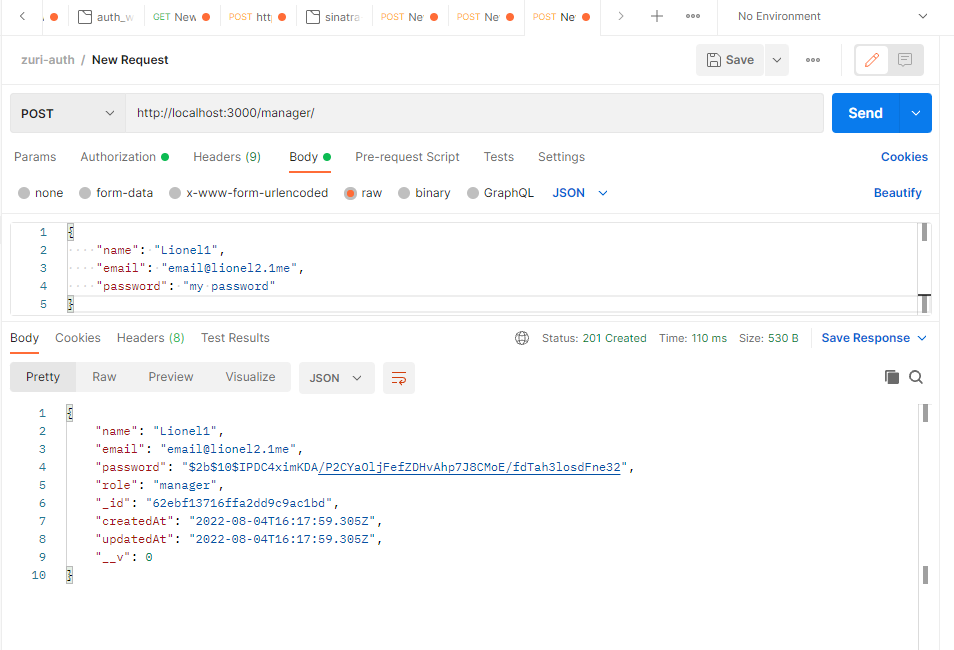 auth_w
GET New
POST htt
sinatra
POST Ne
POST Ne
POST Ne
No Environment
zuri-auth / New Request
Save
POST
http://localhost:3000/manager/
Send
Params
Authorization
Headers (9)
Body
Pre-request Script
Tests
Settings
Cookies
none
form-data
x-www-form-urlencoded
raw
binary
GraphQL
JSON
Beautify
1 {
2 "name": "Lionel1",
3 "email": "email@lionel2.1me",
4 "password": "my password"
5 }
Body
Cookies
Headers (8)
Test Results
Status: 201 Created
Time: 110 ms
Size: 530 B
Save Response
Pretty
Raw
Preview
Visualize
JSON
1 {
2 "name": "Lionel1",
3 "email": "email@lionel2.1me",
4 "password": "$2b$10$IPDC4ximKDA/P2CYaOljFefZDHvAhp7J8CMoE/fdTah3losdFne32",
5 "role": "manager",
6 "_id": "62ebf13716ffa2dd9c9ac1bd",
7 "createdAt": "2022-08-04T16:17:59.305Z",
8 "updatedAt": "2022-08-04T16:17:59.305Z",
9 "__v": 0
10 }